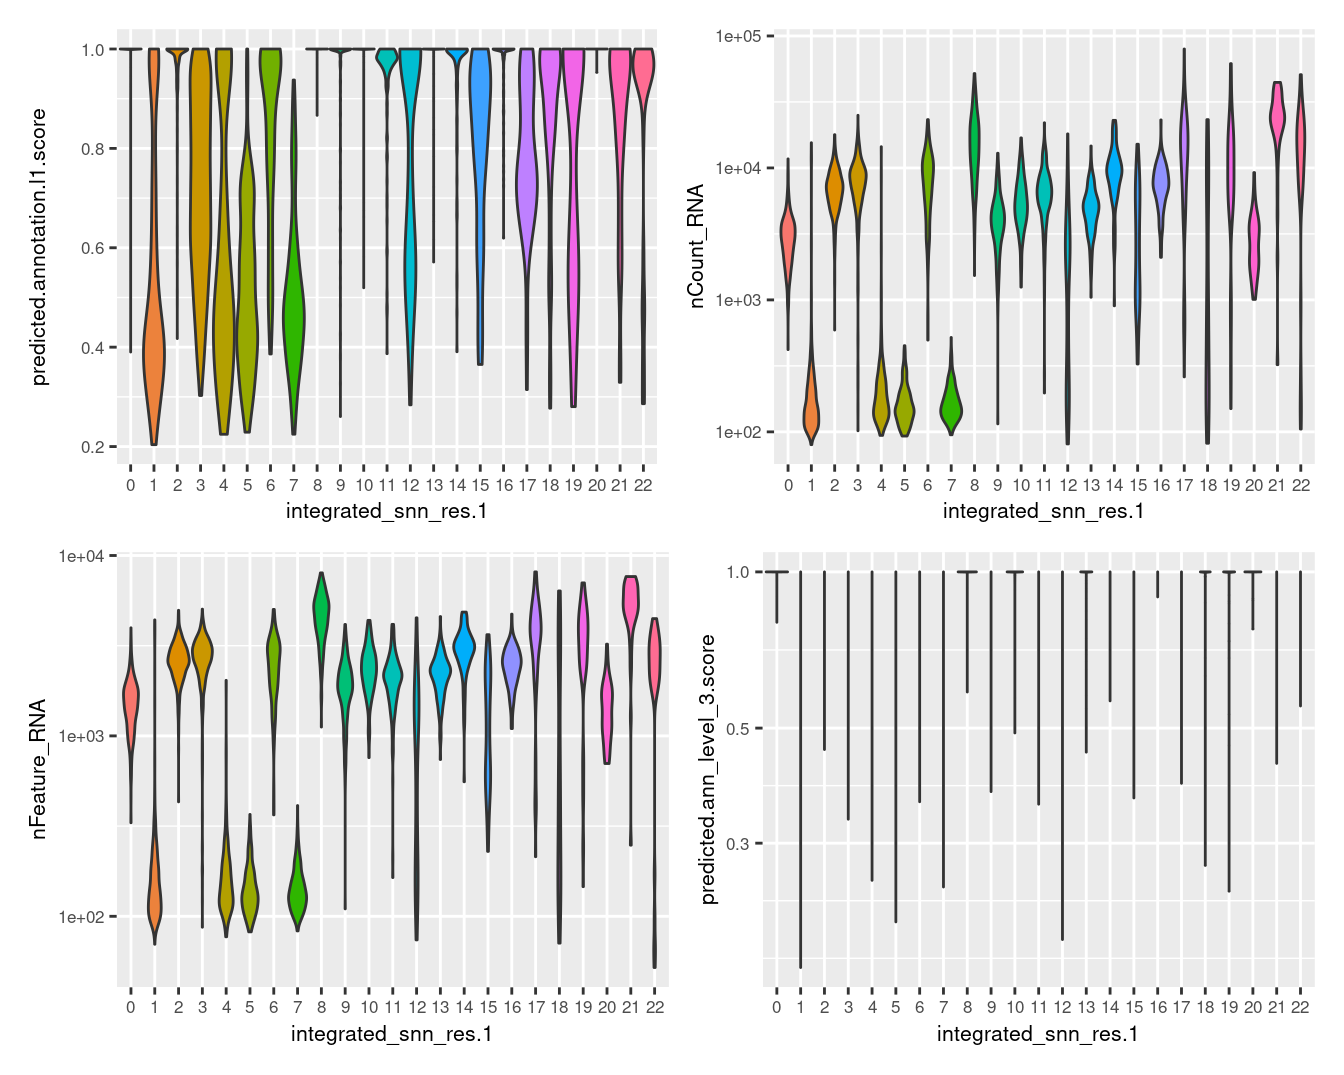 predicted.annotation.l1.score
1.0
0.8
0.6
0.4
0.2
0 1 2 3 4 5 6 7 8 9 10 11 12 13 14 15 16 17 18 19 20 21 22
integrated_snn_res.1
nCount_RNA
1e+05
1e+04
1e+03
1e+02
0 1 2 3 4 5 6 7 8 9 10 11 12 13 14 15 16 17 18 19 20 21 22
integrated_snn_res.1
nFeature_RNA
1e+04
1e+03
1e+02
0 1 2 3 4 5 6 7 8 9 10 11 12 13 14 15 16 17 18 19 20 21 22
integrated_snn_res.1
predicted.ann_level_3.score
1.0
0.5
0.3
0 1 2 3 4 5 6 7 8 9 10 11 12 13 14 15 16 17 18 19 20 21 22
integrated_snn_res.1